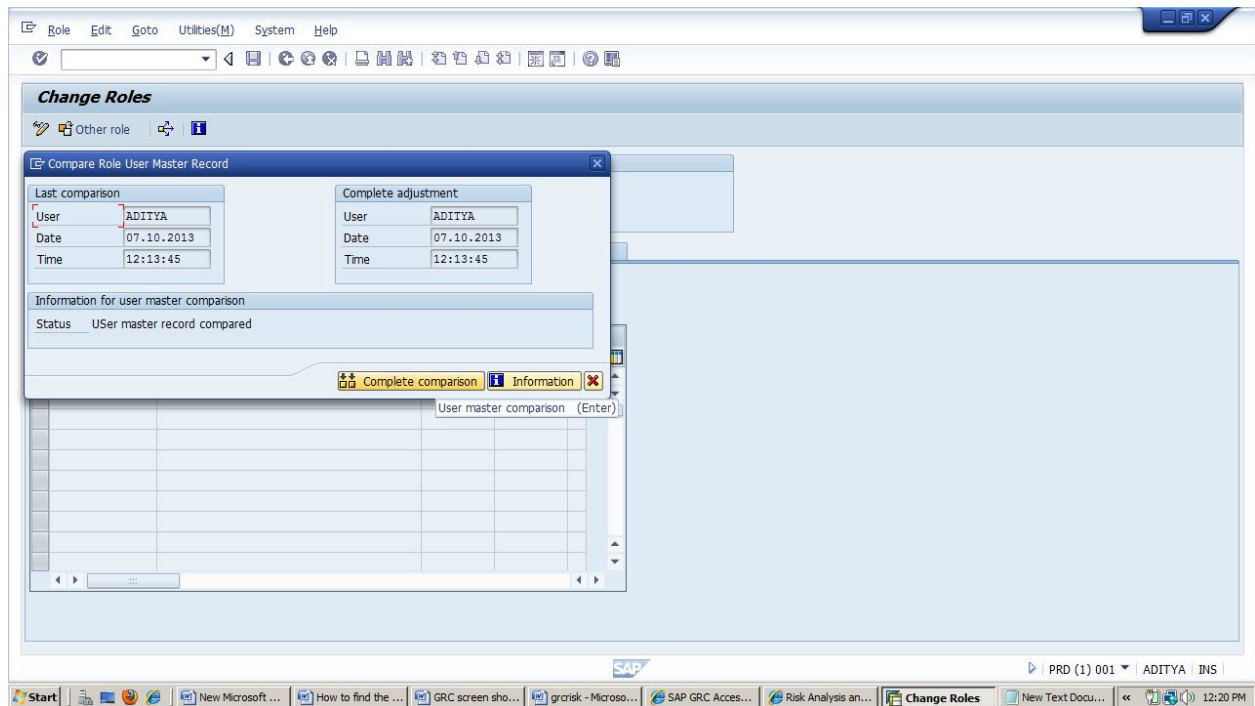 Role Edit Goto Utilities(M) System Help
Change Roles
Other role
Compare Role User Master Record
Last comparison
Complete adjustment
User ADITYA
User ADITYA
Date 07.10.2013
Date 07.10.2013
Time 12:13:45
Time 12:13:45
Information for user master comparison
Status USer master record compared
Complete comparison Information
User master comparison (Enter)
SAP
PRD (1) 001 ADITYA INS
Start New Microsoft ... How to find the ... GRC screen sho... grcrisk - Microso... SAP GRC Acces... Risk Analysis an... Change Roles New Text Docu... « 12:20 PM